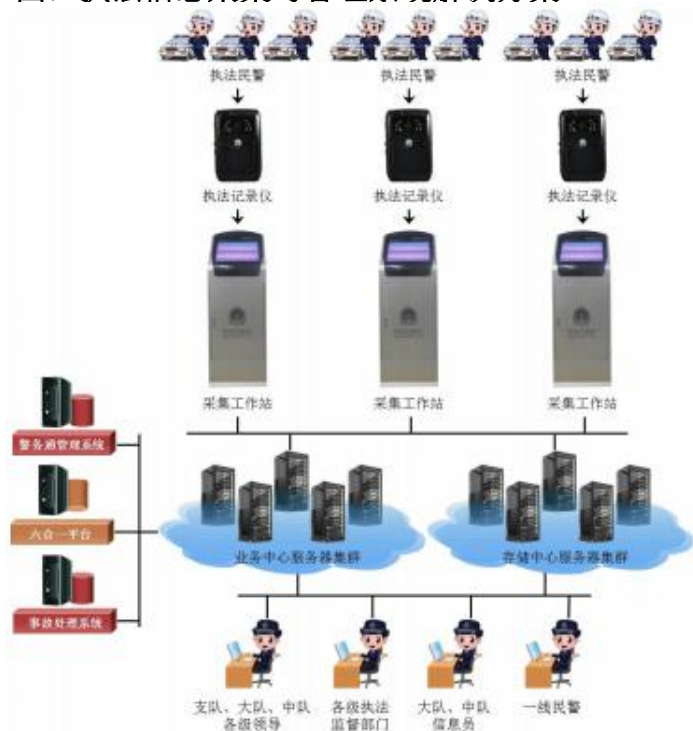 执法民警
执法民警
执法民警
执法记录仪
执法记录仪
执法记录仪
采集工作站
采集工作站
采集工作站
警务通管理系统
六合一平台
事故处理系统
业务中心服务器集群
存储中心服务器集群
支队、大队、中队
各级领导
各级执法
监督部门
大队、中队
信息员
一线民警